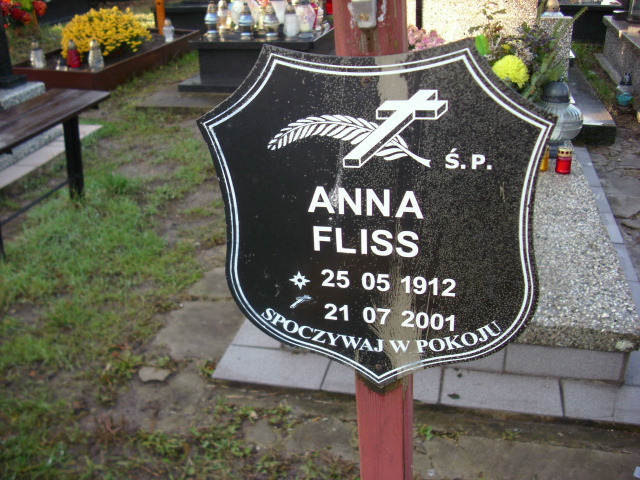 Ś.P.
ANNA
FLISS
25 05 1912
21 07 2001
SPOCZYWAJ W POKOJU